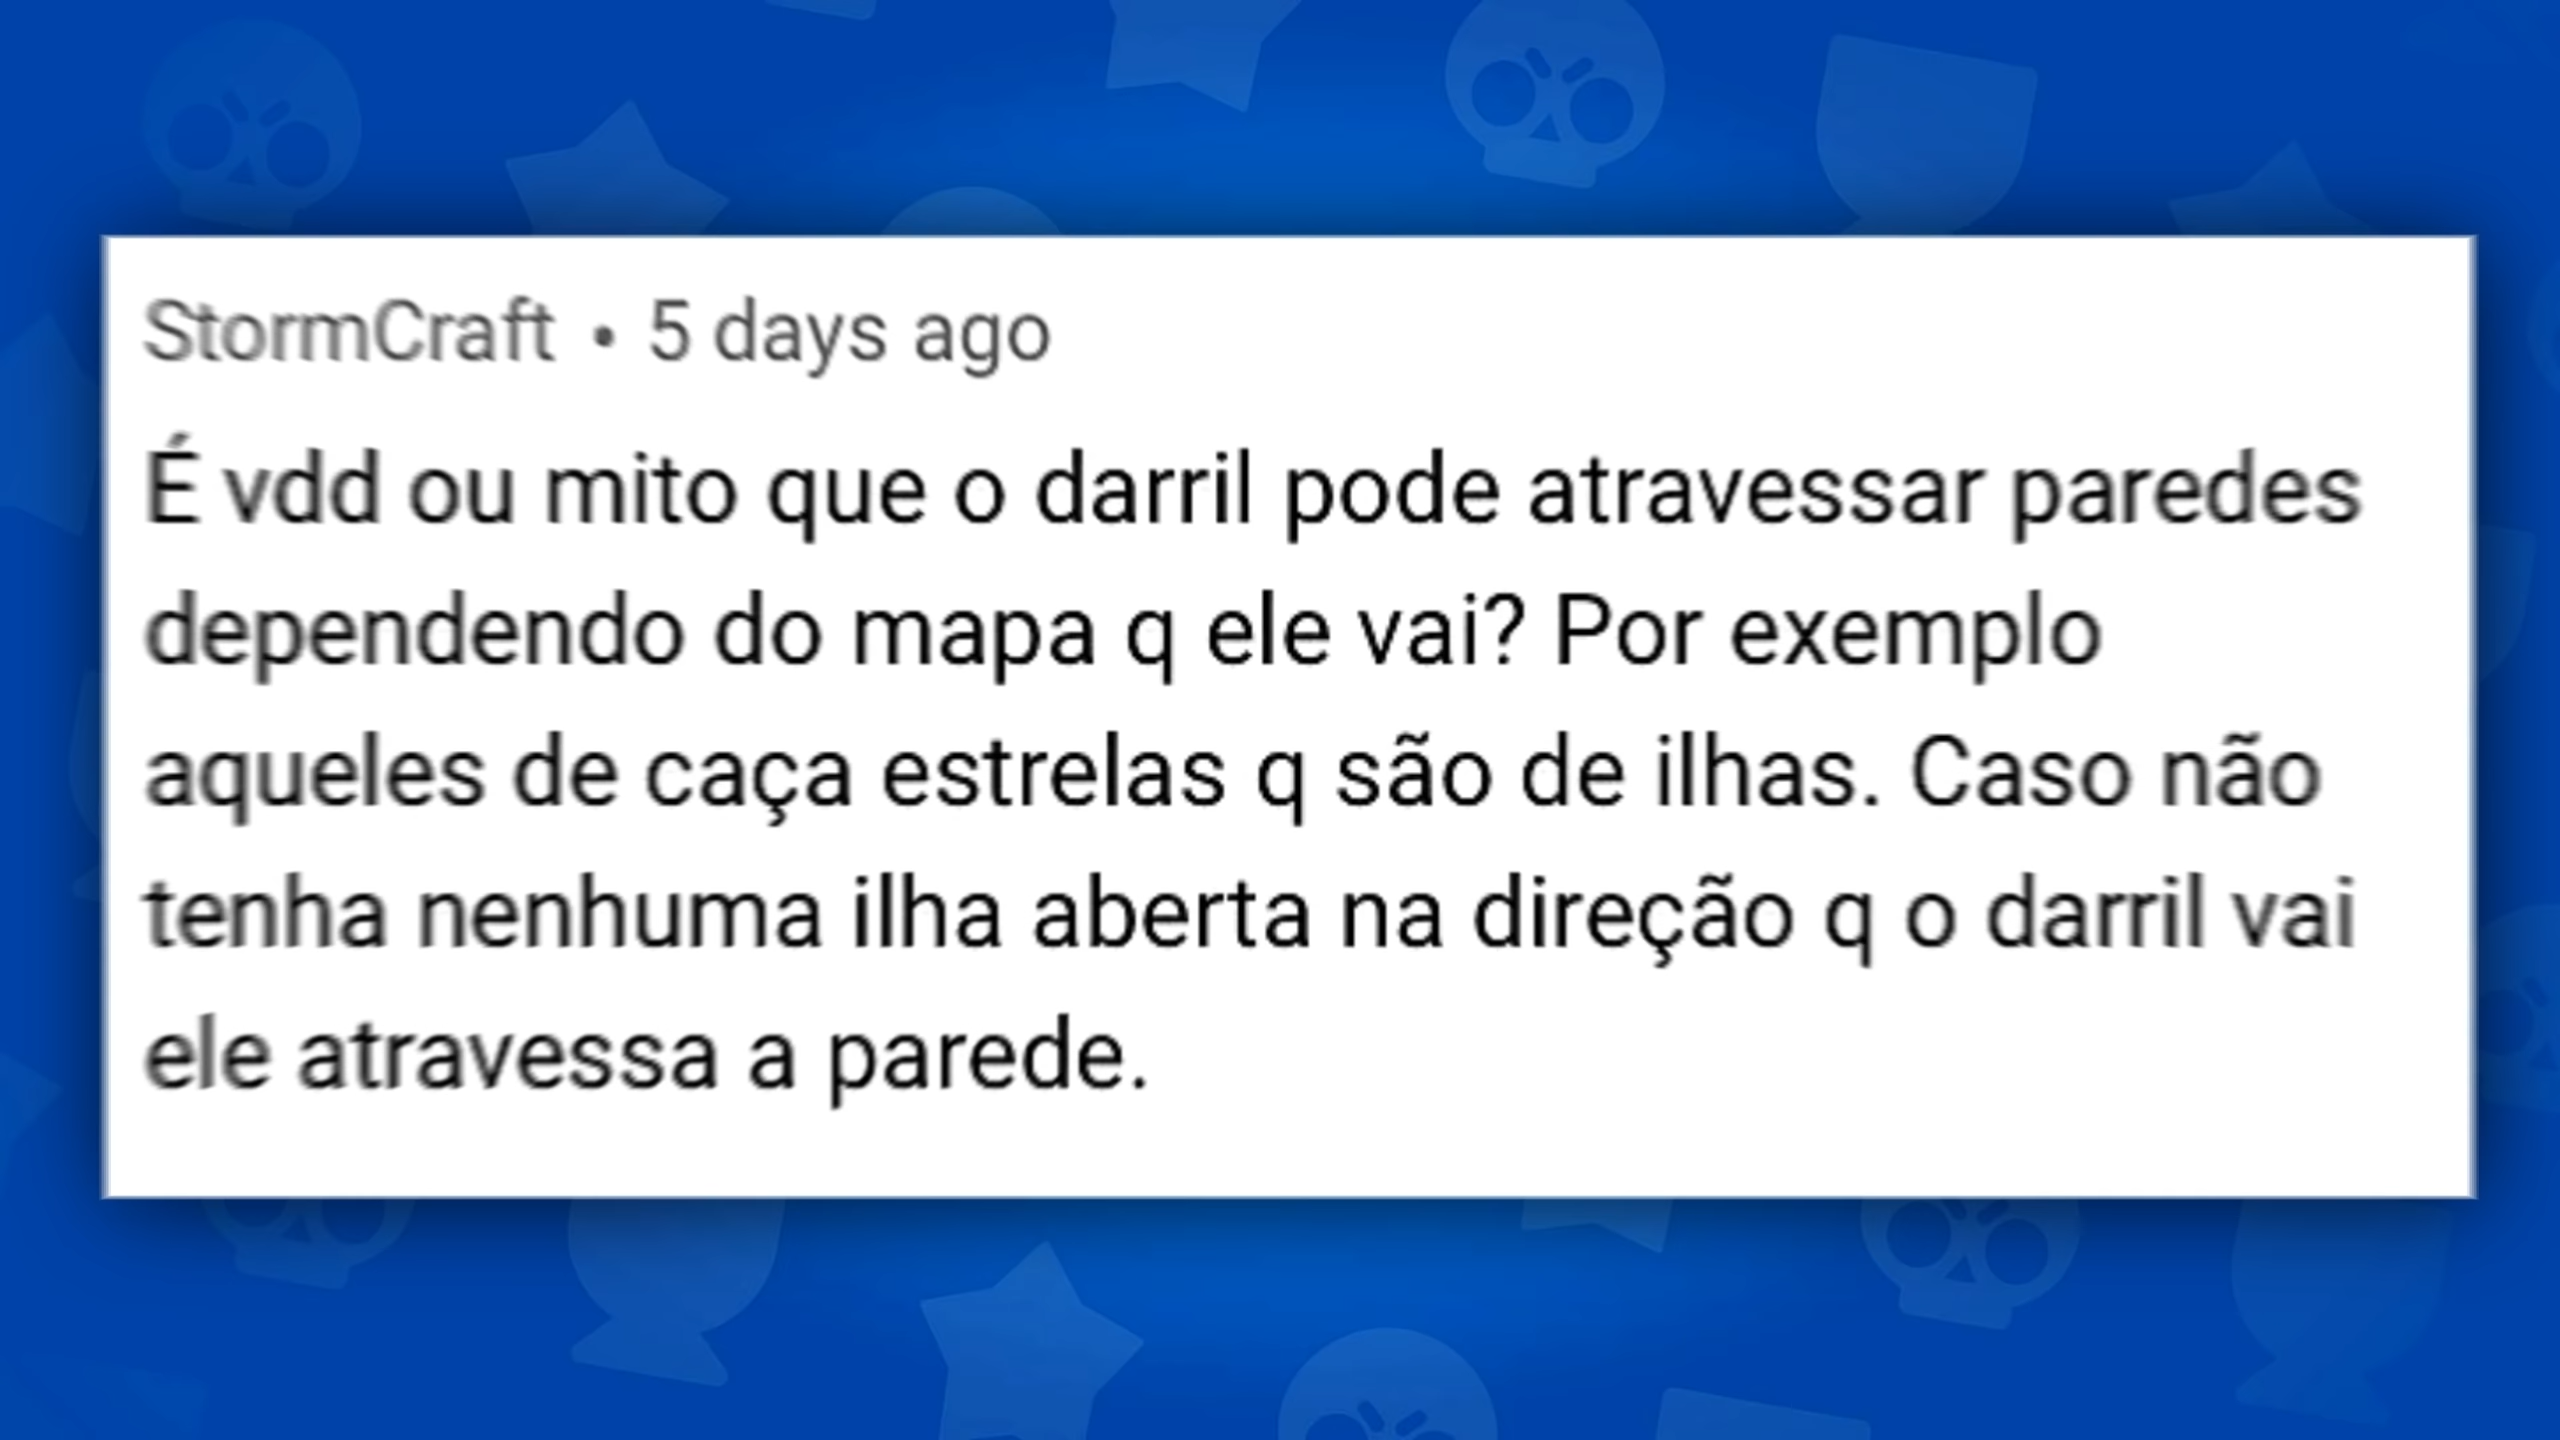 StormCraft • 5 days ago
É vdd ou mito que o darril pode atravessar paredes
dependendo do mapa q ele vai? Por exemplo
aqueles de caça estrelas q são de ilhas. Caso não
tenha nenhuma ilha aberta na direção q o darril vai
ele atravessa a parede.